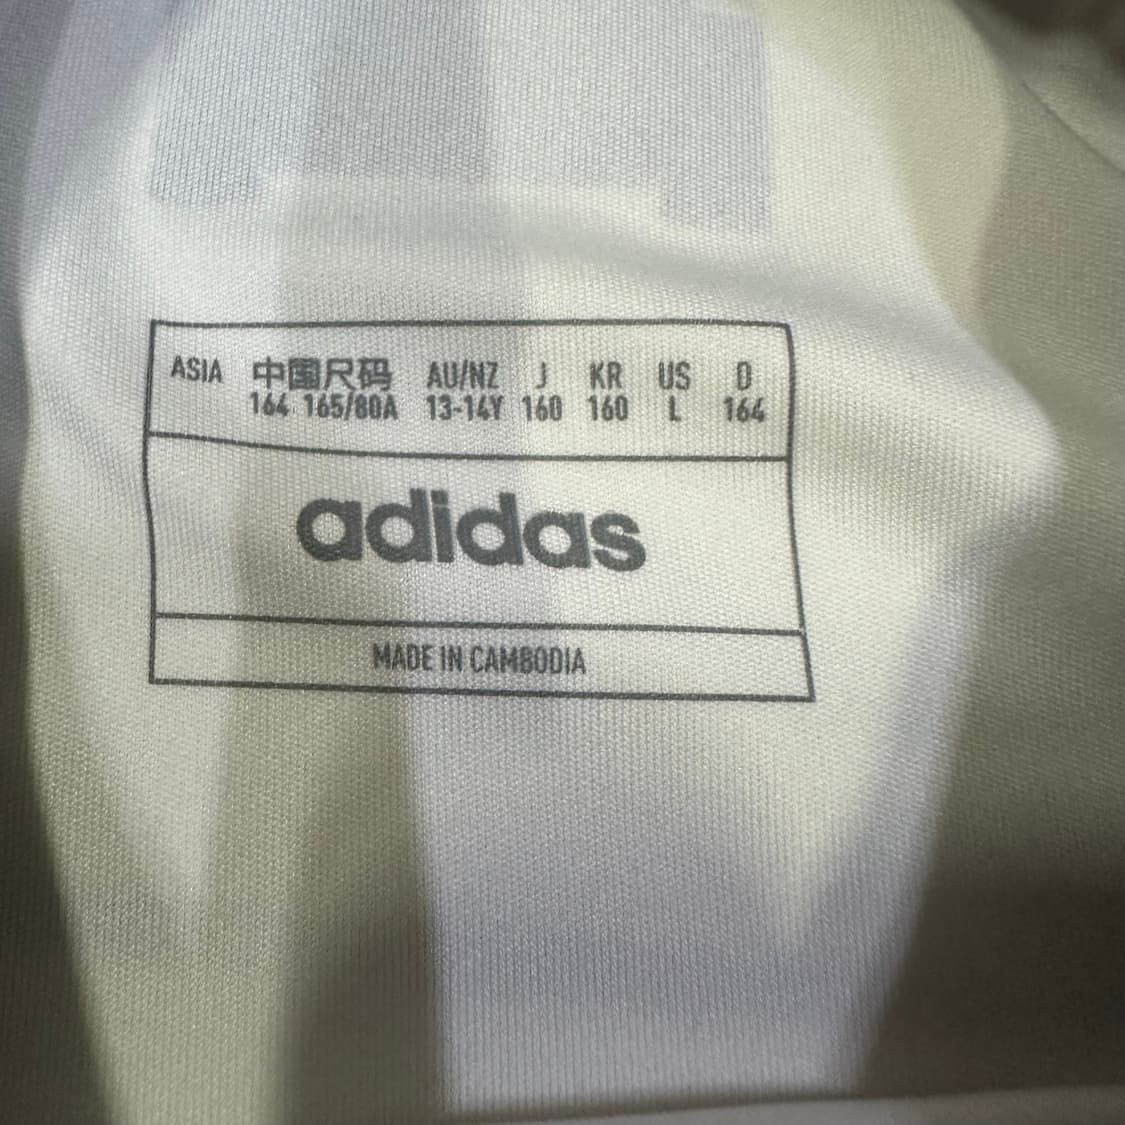 ASIA 中国尺码 AU/NZ J KR US D
164. 165/80A 13-14Y 160 160 L 164
adidas
MADE IN CAMBODIA